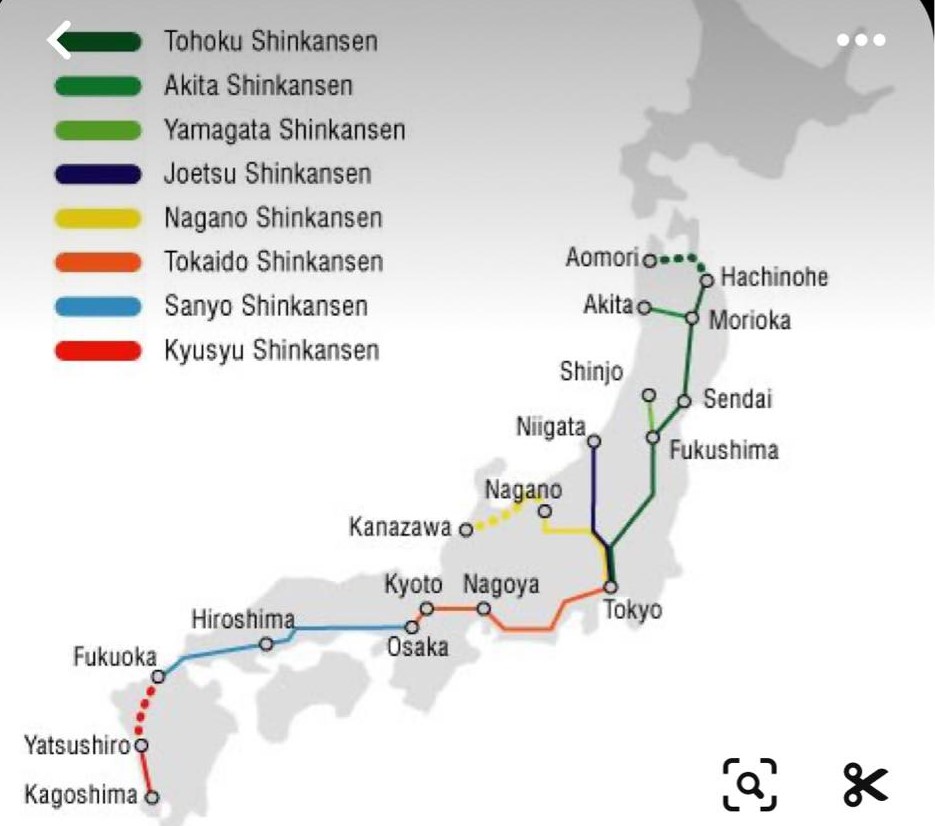 Tohoku Shinkansen
Akita Shinkansen
Yamagata Shinkansen
Joetsu Shinkansen
Nagano Shinkansen
Tokaido Shinkansen
Sanyo Shinkansen
Kyusyu Shinkansen
Aomori
Hachinohe
Akita
Morioka
Shinjo
Sendai
Niigata
Fukushima
Nagano
Kanazawa
Kyoto
Nagoya
Tokyo
Hiroshima
Osaka
Fukuoka
Yatsushiro
Kagoshima